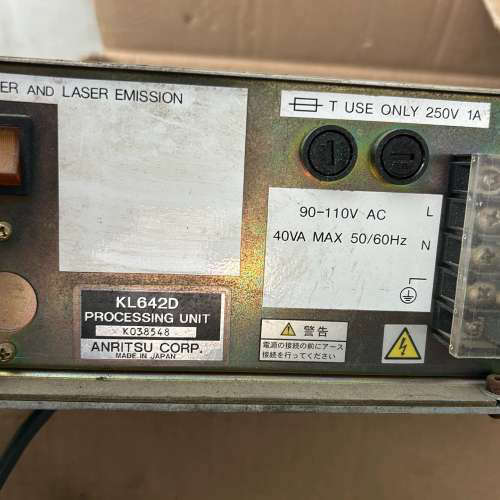 ER AND LASER EMISSION
T USE ONLY 250V 1A
90-110V AC
40VA MAX 50/60Hz
L
N
KL642D
PROCESSING UNIT
K038548
ANRITSU CORP.
MADE IN JAPAN
警告
電源の接続の前にアース
接続を行ってください